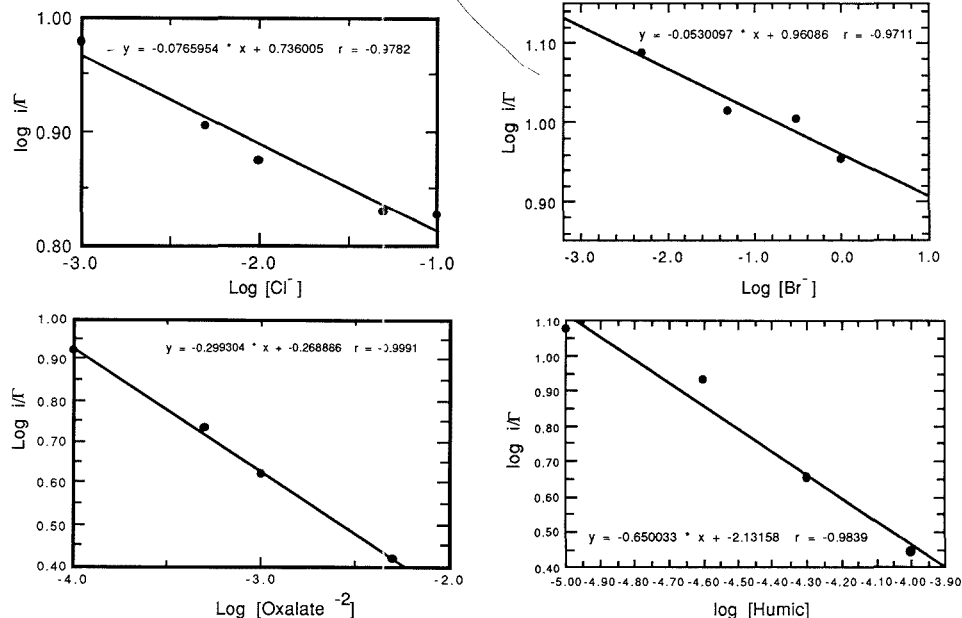 log i/Γ
1.00
0.90
0.80
– y = -0.0765954 * x + 0.736005 r = -0.9782
-3.0 -2.0 -1.0
Log [Cl⁻]
Log i/Γ
1.10
1.00
0.90
y = -0.0530097 * x + 0.96086 r = -0.9711
-3.0 -2.0 -1.0 0.0 1.0
Log [Br⁻]
Log i/Γ
1.00
0.90
0.80
0.70
0.60
0.50
0.40
y = -0.299304 * x + -0.268886 r = -0.9991
-4.0 -3.0 -2.0
Log [Oxalate ⁻²]
log i/Γ
1.10
1.00
0.90
0.80
0.70
0.60
0.50
0.40
y = -0.650033 * x + -2.13158 r = -0.9839
-5.00 -4.90 -4.80 -4.70 -4.60 -4.50 -4.40 -4.30 -4.20 -4.10 -4.00 -3.90
log [Humic]